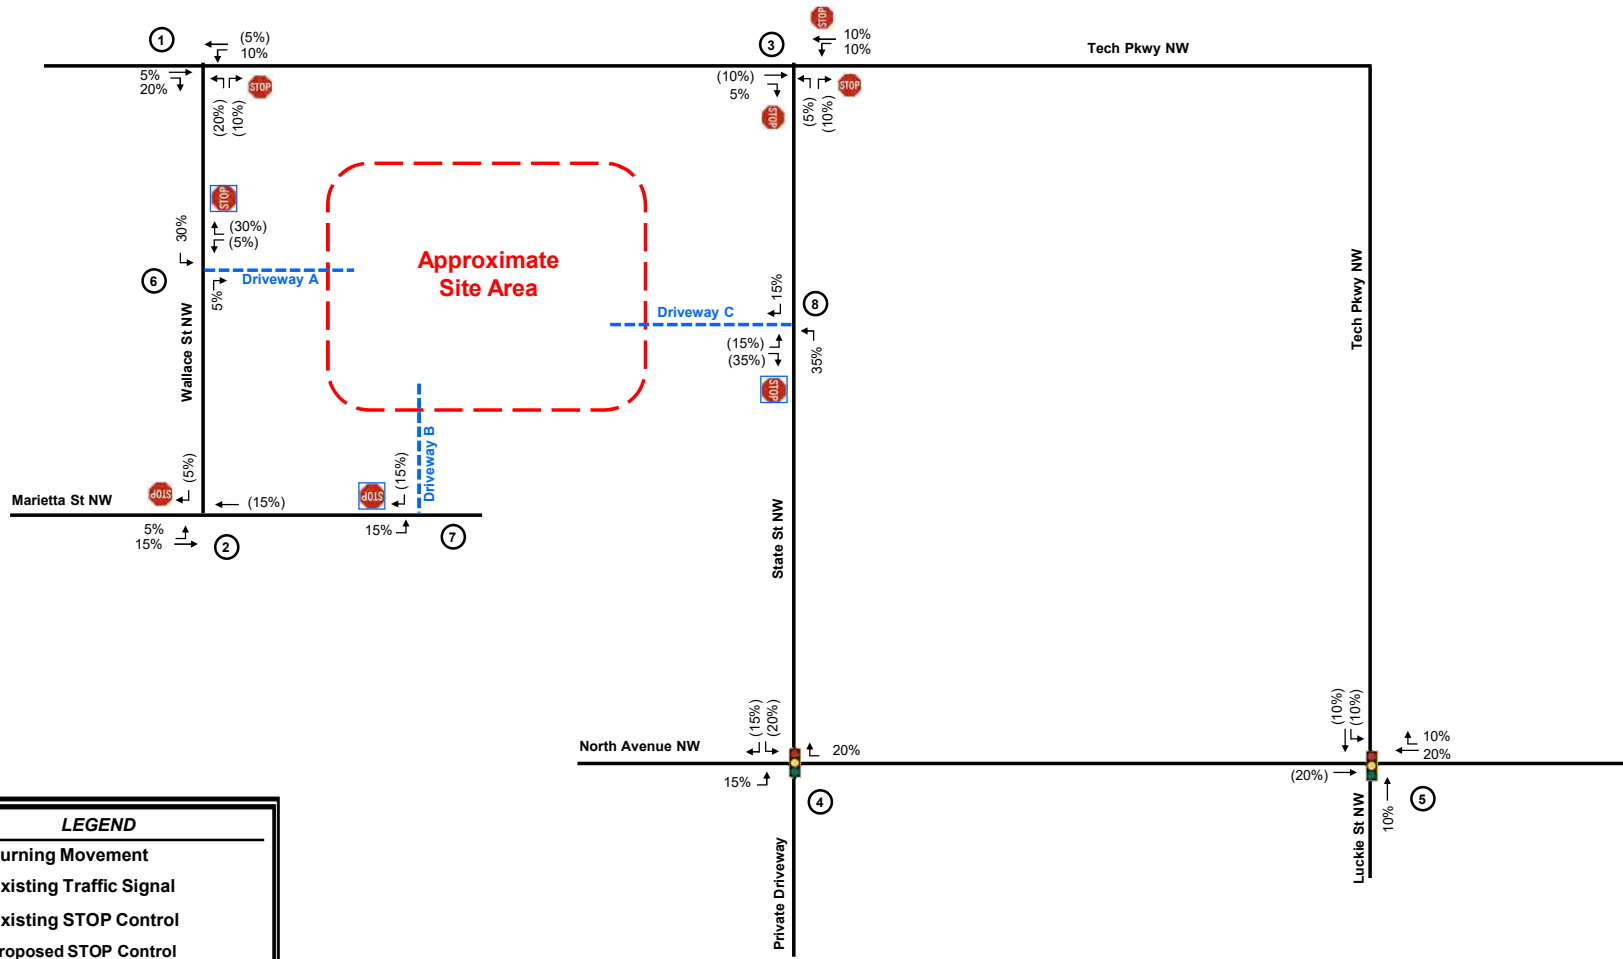 1
(5%)
10%
5%
20%
STOP
(20%)
(10%)
3
STOP
10%
10%
Tech Pkwy NW
(10%)
5%
STOP
STOP
(5%)
(10%)
STOP
30%
(30%)
(5%)
6
5%
Driveway A
Wallace St NW
Approximate
Site Area
Driveway C
15%
8
(15%)
(35%)
35%
STOP
Tech Pkwy NW
Marietta St NW
STOP
(5%)
(15%)
STOP
(15%)
Driveway B
5%
15%
2
15%
7
State St NW
North Avenue NW
(15%)
(20%)
20%
15%
4
Private Driveway
(10%)
(10%)
10%
20%
(20%)
10%
5
Luckie St NW
LEGEND
urning Movement
xisting Traffic Signal
xisting STOP Control
roposed STOP Control